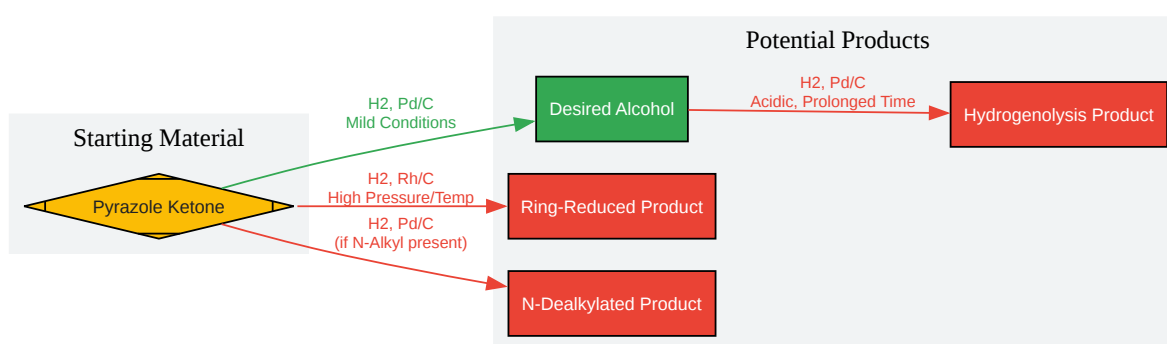 Potential Products
Starting Material
Pyrazole Ketone
H2, Pd/C
Mild Conditions
Desired Alcohol
H2, Pd/C
Acidic, Prolonged Time
Hydrogenolysis Product
H2, Rh/C
High Pressure/Temp
Ring-Reduced Product
H2, Pd/C
(if N-Alkyl present)
N-Dealkylated Product